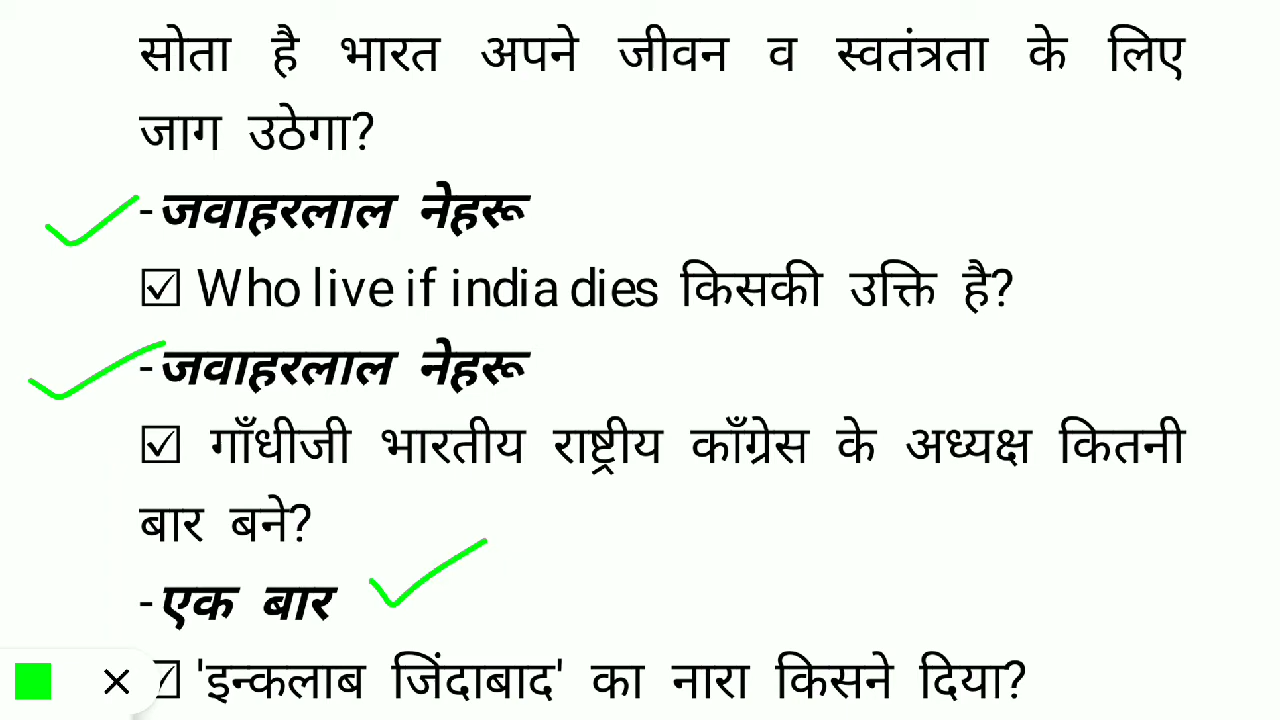 सोता है भारत अपने जीवन व स्वतंत्रता के लिए
जाग उठेगा?
-जवाहरलाल नेहरू
☑ Who live if india dies किसकी उक्ति है?
-जवाहरलाल नेहरू
☑ गाँधीजी भारतीय राष्ट्रीय काँग्रेस के अध्यक्ष कितनी
बार बने?
-एक बार
☑ 'इन्कलाब जिंदाबाद' का नारा किसने दिया?